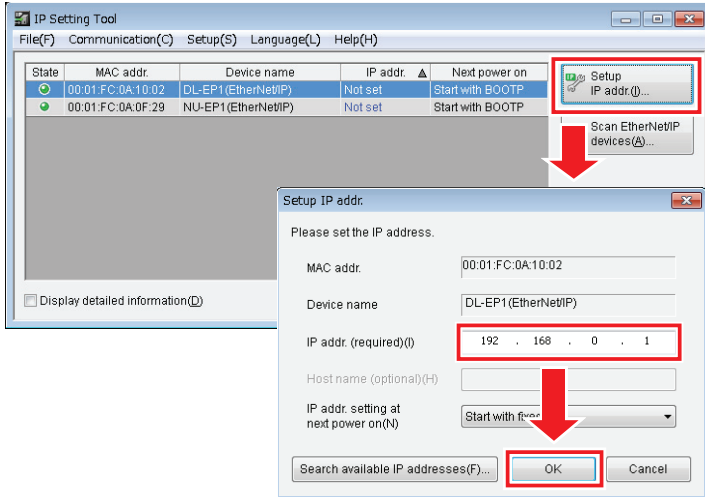 IP Setting Tool
File(F) Communication(C) Setup(S) Language(L) Help(H)
State MAC addr. Device name IP addr. Next power on
00:01:FC:0A:10:02 DL-EP1(EtherNet/IP) Not set Start with BOOTP
00:01:FC:0A:0F:29 NU-EP1(EtherNet/IP) Not set Start with BOOTP
Setup
IP addr.(I)...
Scan EtherNet/IP
devices(A)...
Display detailed information(D)
Setup IP addr.
Please set the IP address.
MAC addr. 00:01:FC:0A:10:02
Device name DL-EP1(EtherNet/IP)
IP addr. (required)(I) 192 . 168 . 0 . 1
Host name (optional)(H)
IP addr. setting at
next power on(N)
Start with
Search available IP addresses(F)... OK Cancel